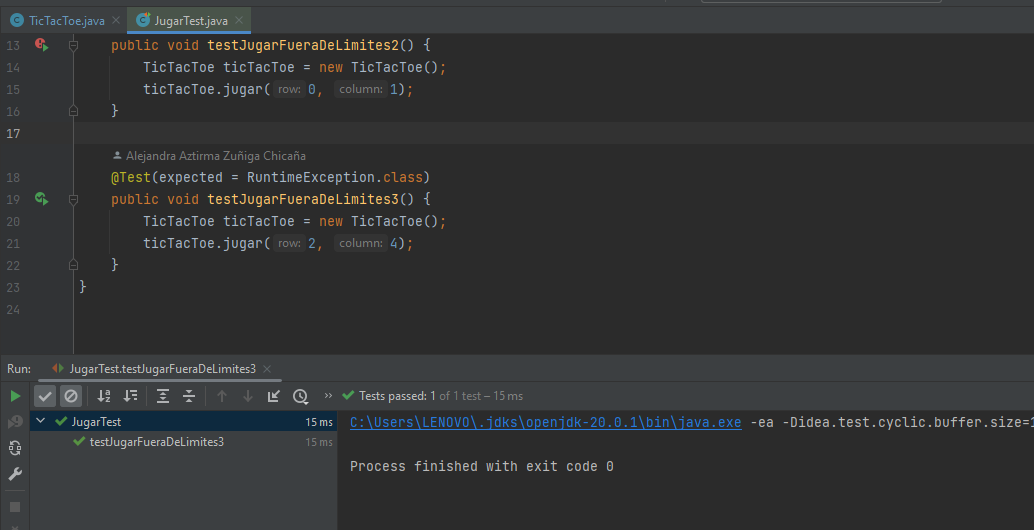 TicTacToe.java JugarTest.java
13 public void testJugarFueraDeLimites2() {
14 TicTacToe ticTacToe = new TicTacToe();
15 ticTacToe.jugar( row: 0, column: 1);
16 }
17
Alejandra Aztirma Zuñiga Chicaña
18 @Test(expected = RuntimeException.class)
19 public void testJugarFueraDeLimites3() {
20 TicTacToe ticTacToe = new TicTacToe();
21 ticTacToe.jugar( row: 2, column: 4);
22 }
23 }
24
Run: JugarTest.testJugarFueraDeLimites3
Tests passed: 1 of 1 test – 15 ms
JugarTest 15 ms
testJugarFueraDeLimites3 15 ms
C:\Users\LENOVO\.jdks\openjdk-20.0.1\bin\java.exe -ea -Didea.test.cyclic.buffer.size=1
Process finished with exit code 0